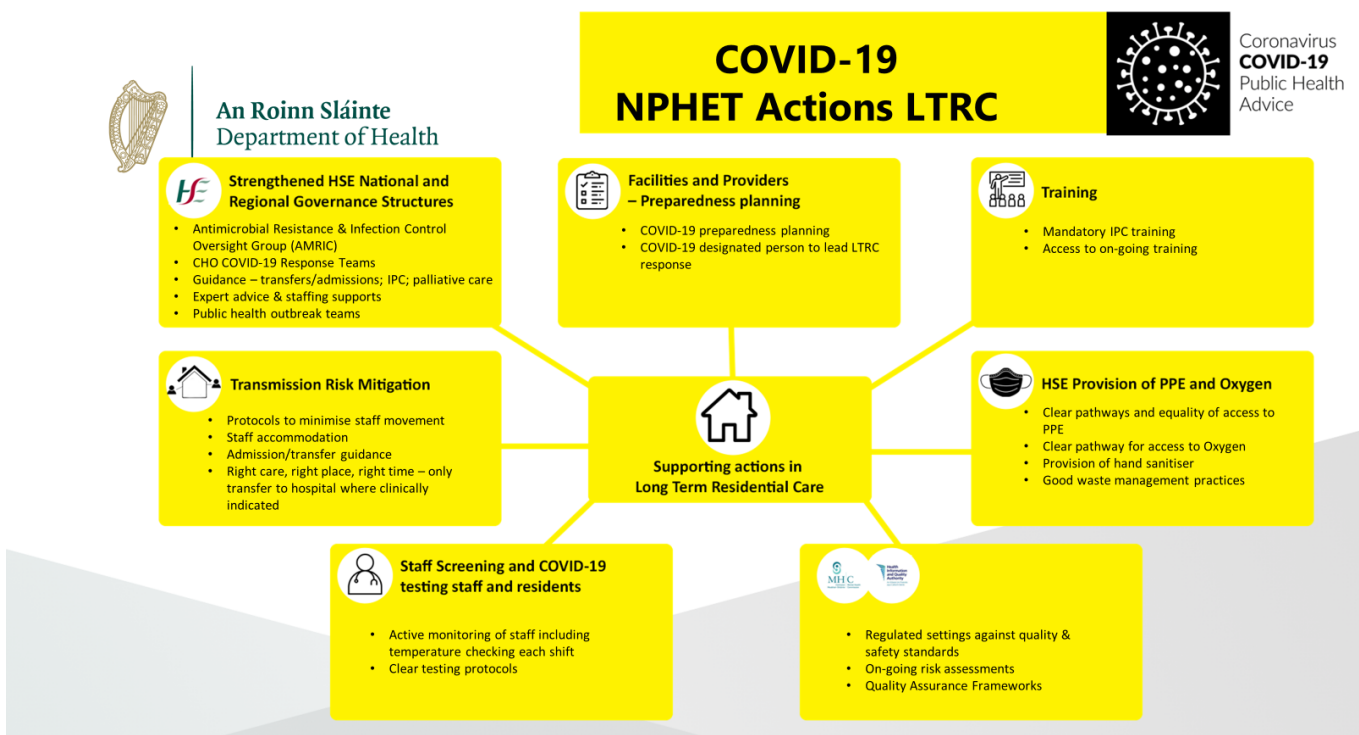 COVID-19
NPHET Actions LTRC
Coronavirus
COVID-19
Public Health
Advice
An Roinn Sláinte
Department of Health
Strengthened HSE National and
Regional Governance Structures
• Antimicrobial Resistance & Infection Control
Oversight Group (AMRIC)
• CHO COVID-19 Response Teams
• Guidance – transfers/admissions; IPC; palliative care
• Expert advice & staffing supports
• Public health outbreak teams
Facilities and Providers
– Preparedness planning
• COVID-19 preparedness planning
• COVID-19 designated person to lead LTRC
response
Training
• Mandatory IPC training
• Access to on-going training
Transmission Risk Mitigation
• Protocols to minimise staff movement
• Staff accommodation
• Admission/transfer guidance
• Right care, right place, right time – only
transfer to hospital where clinically
indicated
Supporting actions in
Long Term Residential Care
HSE Provision of PPE and Oxygen
• Clear pathways and equality of access to
PPE
• Clear pathway for access to Oxygen
• Provision of hand sanitiser
• Good waste management practices
Staff Screening and COVID-19
testing staff and residents
• Active monitoring of staff including
temperature checking each shift
• Clear testing protocols
MHC
Health
Information
and Quality
Authority
• Regulated settings against quality &
safety standards
• On-going risk assessments
• Quality Assurance Frameworks